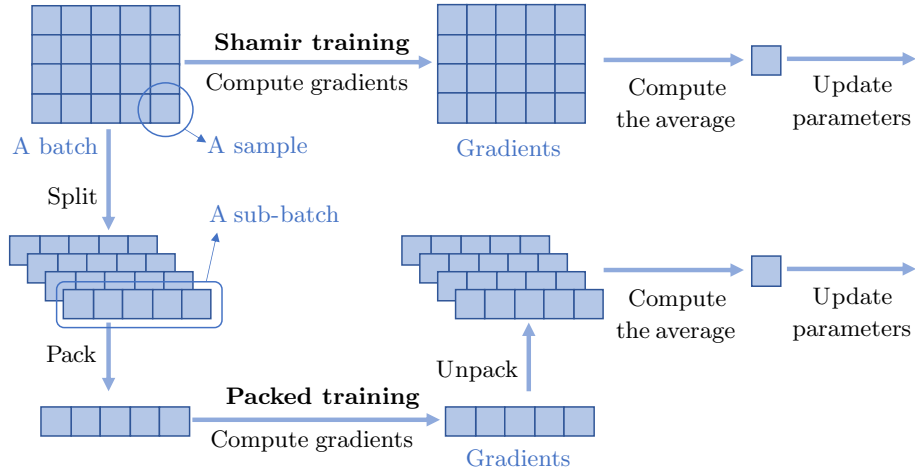 Shamir training
Compute gradients
Compute
the average
Update
parameters
A batch
A sample
Gradients
Split
A sub-batch
Compute
the average
Update
parameters
Pack
Unpack
Packed training
Compute gradients
Gradients